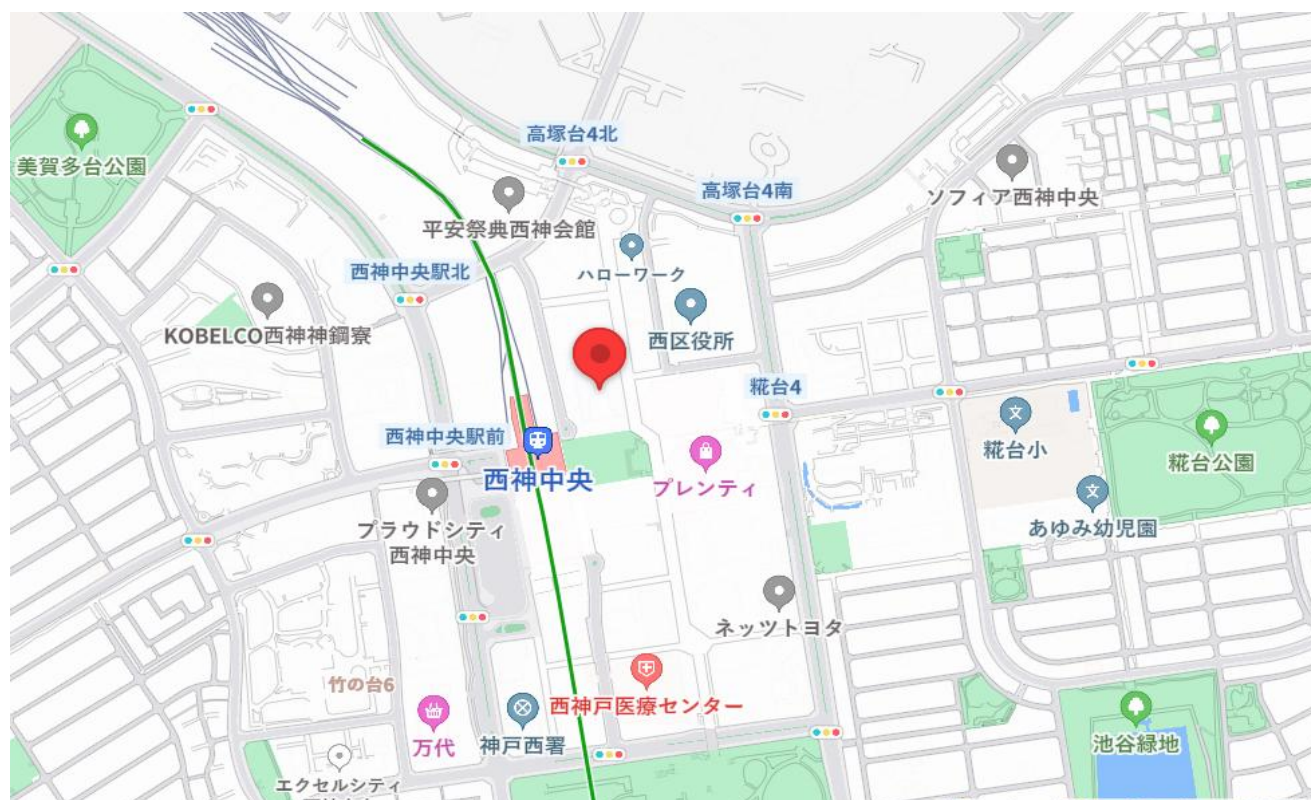 高塚台4北
美賀多台公園
高塚台4南
ソフィア西神中央
平安祭典西神会館
ハローワーク
西神中央駅北
KOBELCO西神神鋼寮
西区役所
糀台4
西神中央駅前
糀台小
糀台公園
西神中央
プレンティ
プラウドシティ
西神中央
あゆみ幼児園
ネッツトヨタ
竹の台6
西神戸医療センター
万代
神戸西署
池谷緑地
エクセルシティ